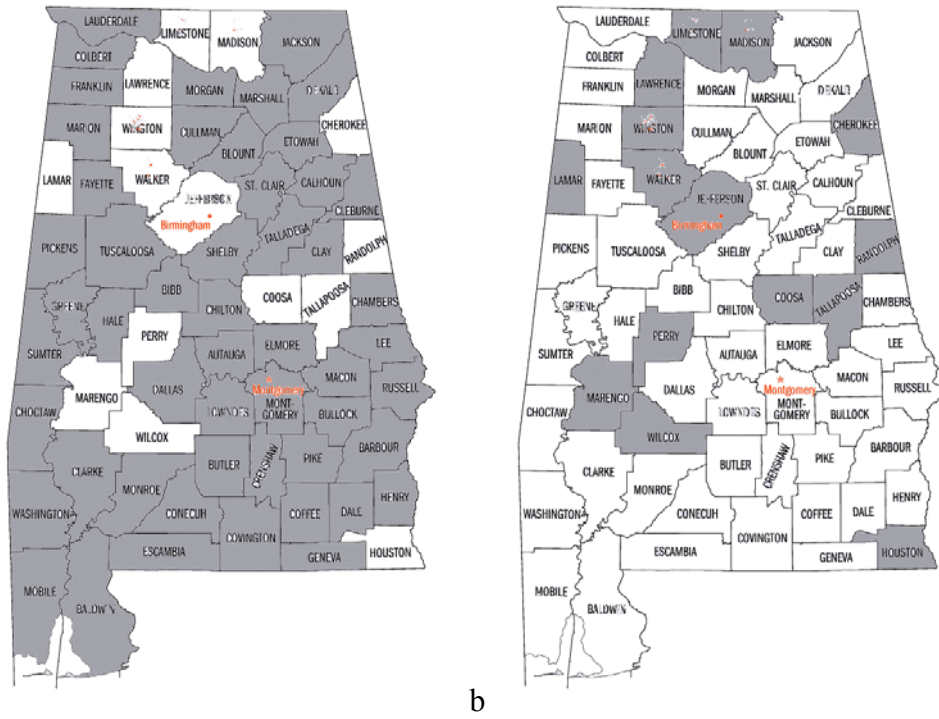 LAUDERDALE
LIMESTONE
MADISON
JACKSON
COLBERT
LAWRENCE
FRANKLIN
MORGAN
MARSHALL
DEKALB
MARION
WINSTON
CULLMAN
ETOWAH
CHEROKEE
BLOUNT
LAMAR
FAYETTE
WALKER
JEFFERSON
ST. CLAIR
CALHOUN
CLEBURNE
Birmingham
PICKENS
TUSCALOOSA
SHELBY
TALLADEGA
CLAY
RANDOLPH
BIBB
COOSA
TALLAPOOSA
CHAMBERS
GREENE
HALE
CHILTON
PERRY
SUMTER
AUTAUGA
ELMORE
LEE
MACON
DALLAS
Montgomery
RUSSELL
MARENGO
CHOCTAW
LOWNDES
MONT-
GOMERY
BULLOCK
WILCOX
BUTLER
CRENSHAW
PIKE
BARBOUR
CLARKE
MONROE
HENRY
WASHINGTON
CONECUH
COFFEE
DALE
COVINGTON
ESCAMBIA
GENEVA
HOUSTON
MOBILE
BALDWIN
LAUDERDALE
LIMESTONE
MADISON
JACKSON
COLBERT
LAWRENCE
FRANKLIN
MORGAN
MARSHALL
DEKALB
MARION
WINSTON
CULLMAN
ETOWAH
CHEROKEE
BLOUNT
LAMAR
FAYETTE
WALKER
JEFFERSON
ST. CLAIR
CALHOUN
CLEBURNE
Birmingham
PICKENS
TUSCALOOSA
SHELBY
TALLADEGA
CLAY
RANDOLPH
BIBB
COOSA
TALLAPOOSA
CHAMBERS
GREENE
HALE
CHILTON
PERRY
SUMTER
AUTAUGA
ELMORE
LEE
MACON
DALLAS
Montgomery
RUSSELL
MARENGO
CHOCTAW
LOWNDES
MONT-
GOMERY
BULLOCK
WILCOX
BUTLER
CRENSHAW
PIKE
BARBOUR
CLARKE
MONROE
HENRY
WASHINGTON
CONECUH
COFFEE
DALE
COVINGTON
ESCAMBIA
GENEVA
HOUSTON
MOBILE
BALDWIN
b